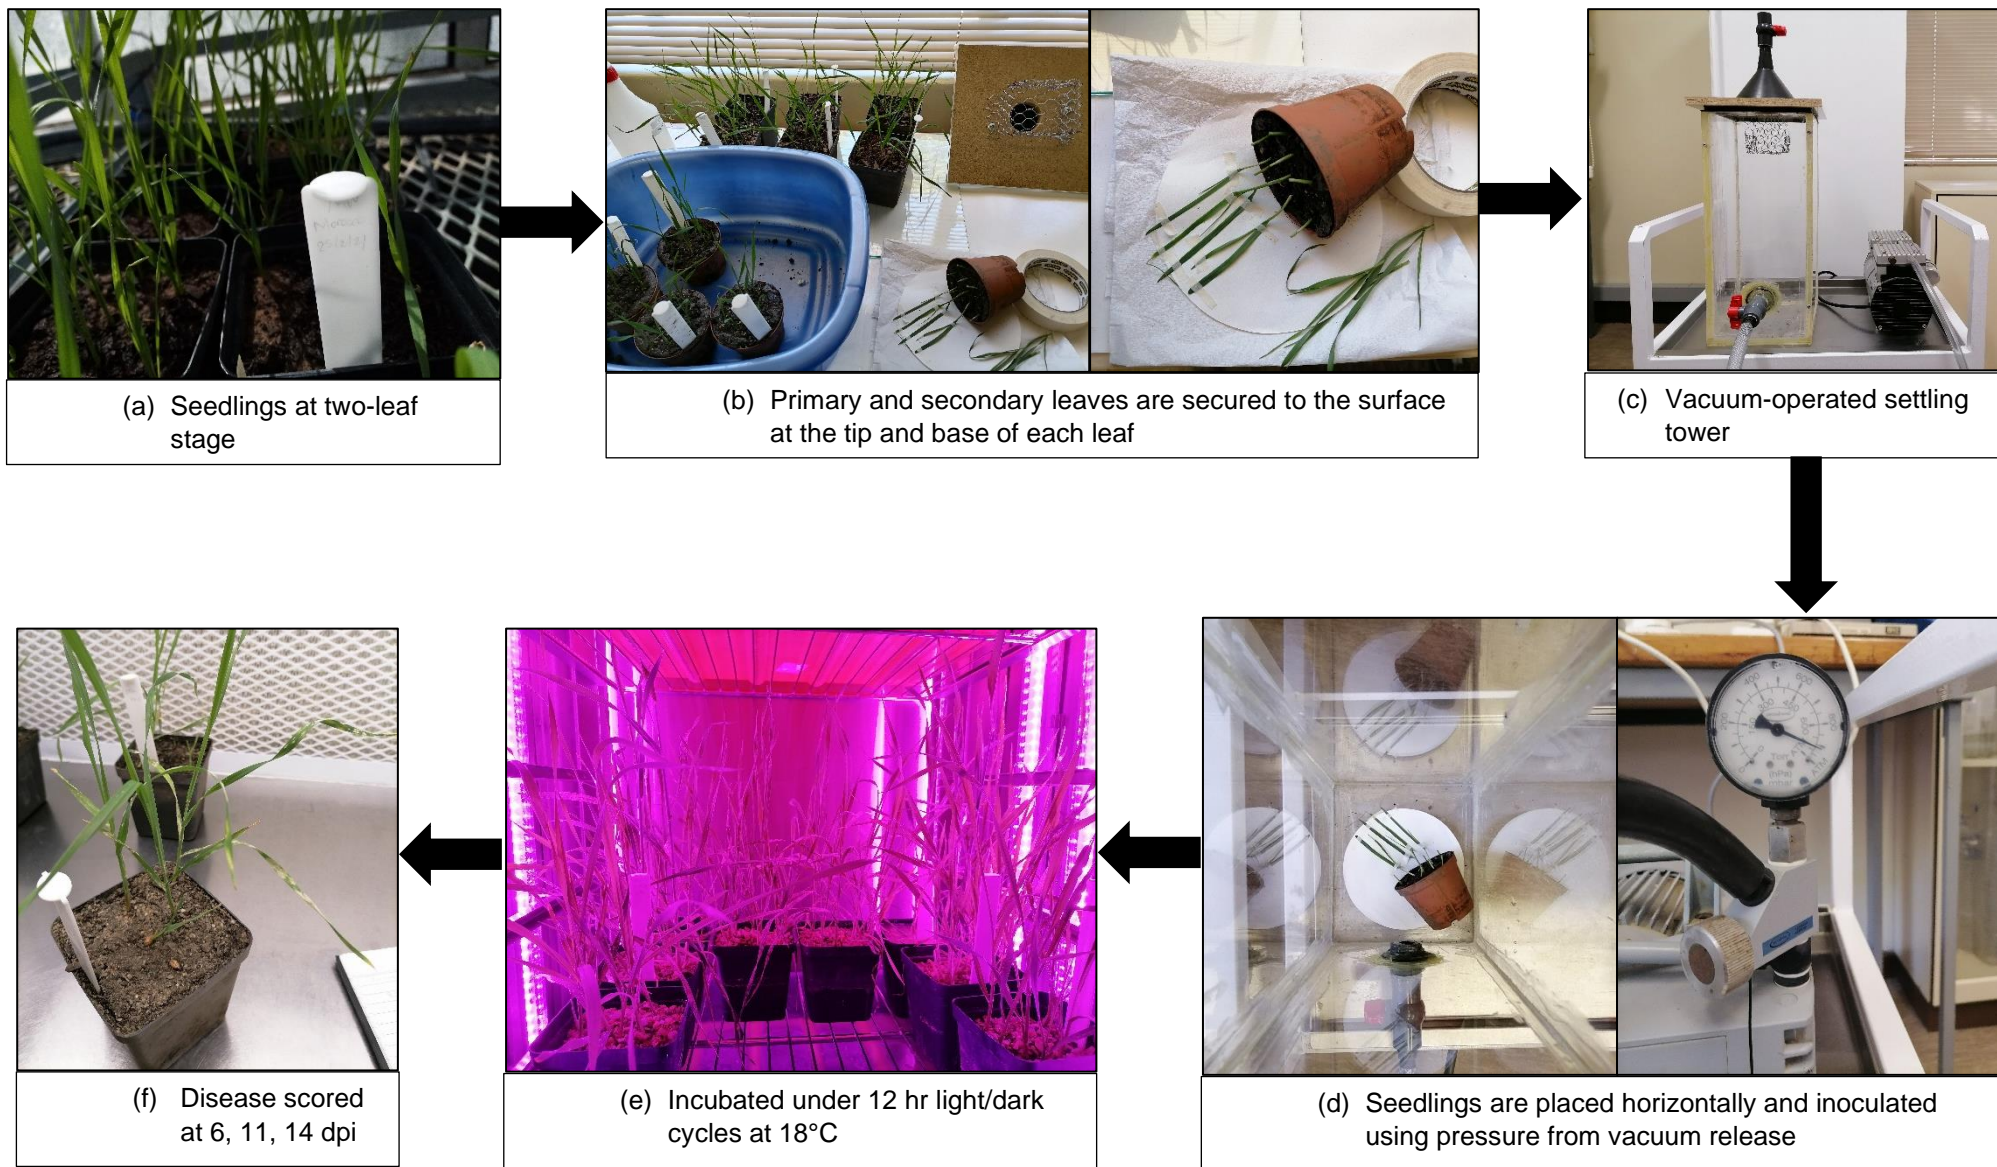 (a) Seedlings at two-leaf
stage
(b) Primary and secondary leaves are secured to the surface
at the tip and base of each leaf
(c) Vacuum-operated settling
tower
(d) Seedlings are placed horizontally and inoculated
using pressure from vacuum release
(e) Incubated under 12 hr light/dark
cycles at 18°C
(f) Disease scored
at 6, 11, 14 dpi